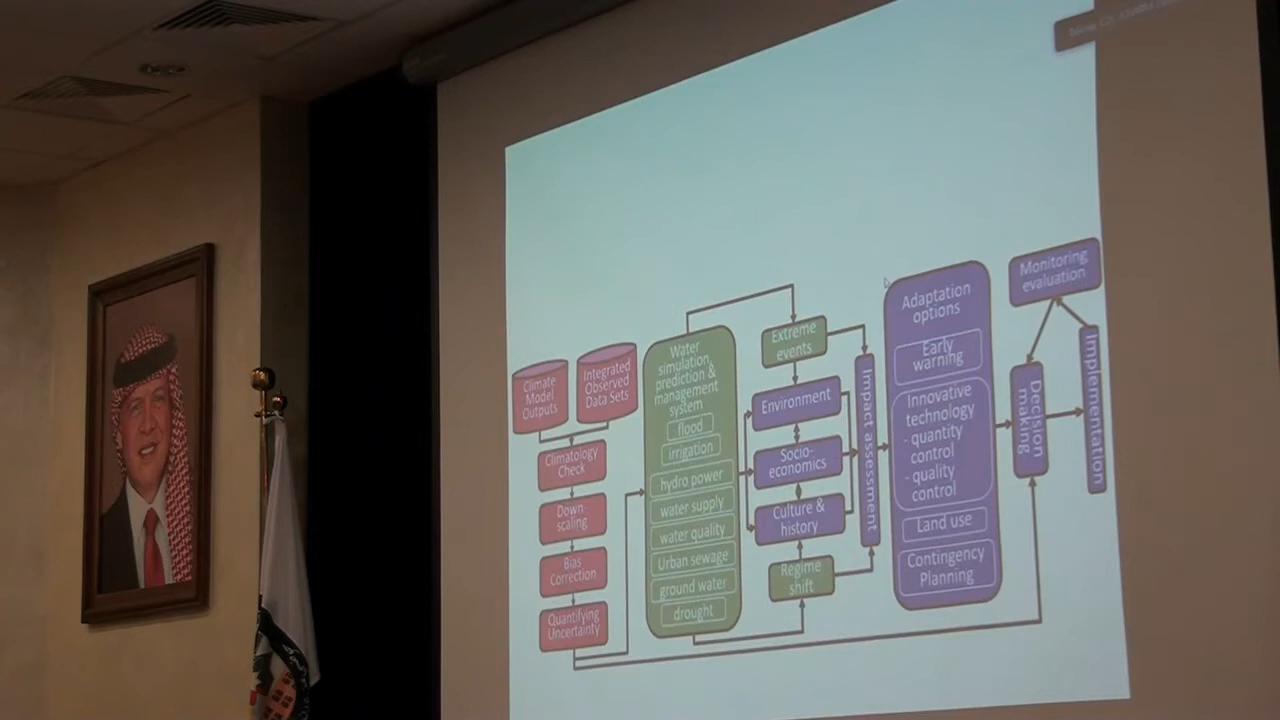 Climate
Model
Outputs
Integrated
Observed
Data Sets
Climatology
Check
Down-
scaling
Bias
Correction
Quantifying
Uncertainty
Water
simulation,
prediction &
management
system
flood
irrigation
hydro power
water supply
water quality
Urban sewage
ground water
drought
Extreme
events
Environment
Socio-
economics
Culture &
history
Regime
shift
Impact assessment
Adaptation
options
Early
warning
Innovative
technology
- quantity
control
- quality
control
Land use
Contingency
Planning
Decision
making
Monitoring
evaluation
Implementation